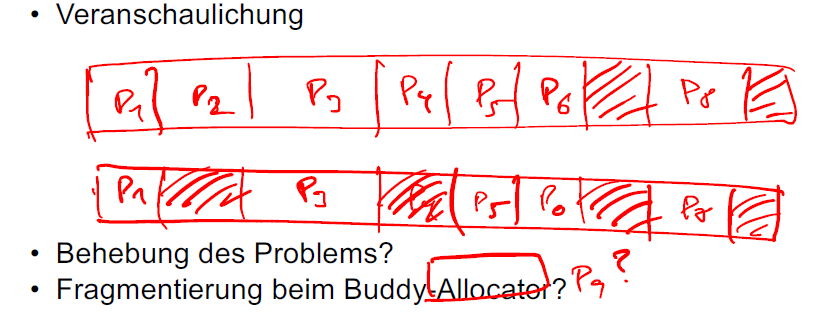 • Veranschaulichung
P1 P2 P3 P4 P5 P6 P8
P1 P3 P5 P6 P8
• Behebung des Problems?
• Fragmentierung beim Buddy-Allocator? P9?